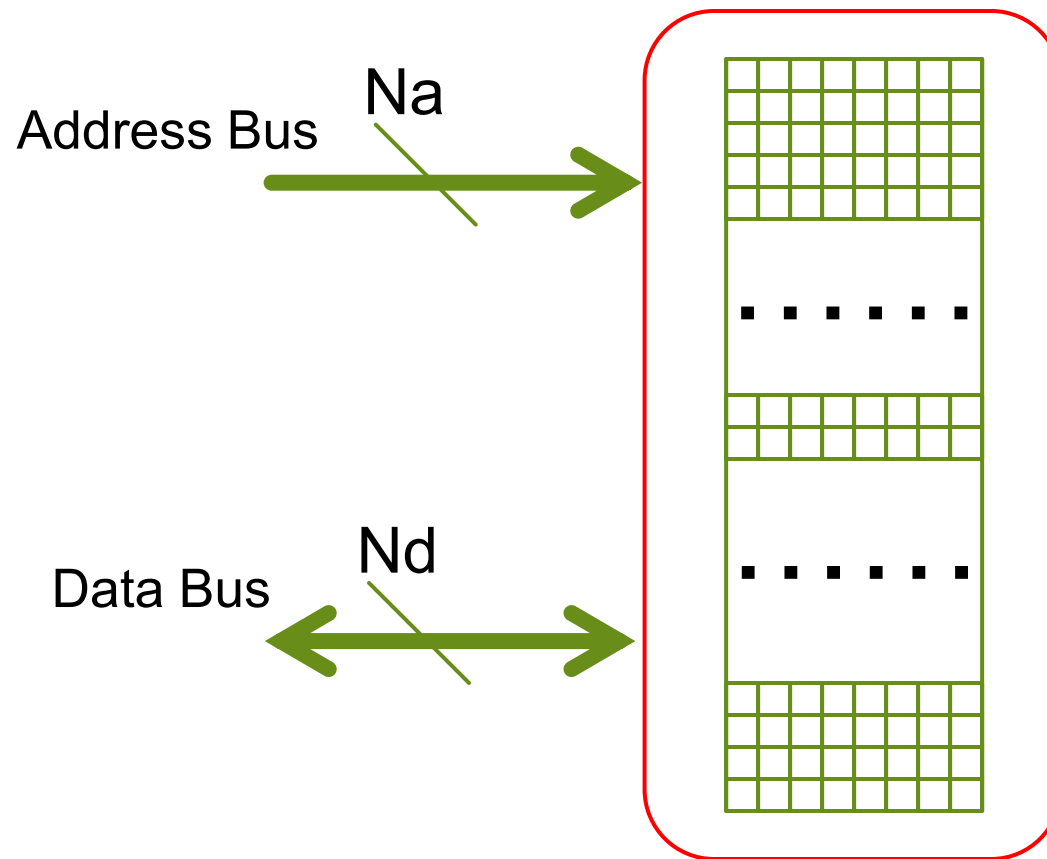 Na
Address Bus
. . . . . .
Nd
Data Bus
. . . . . .